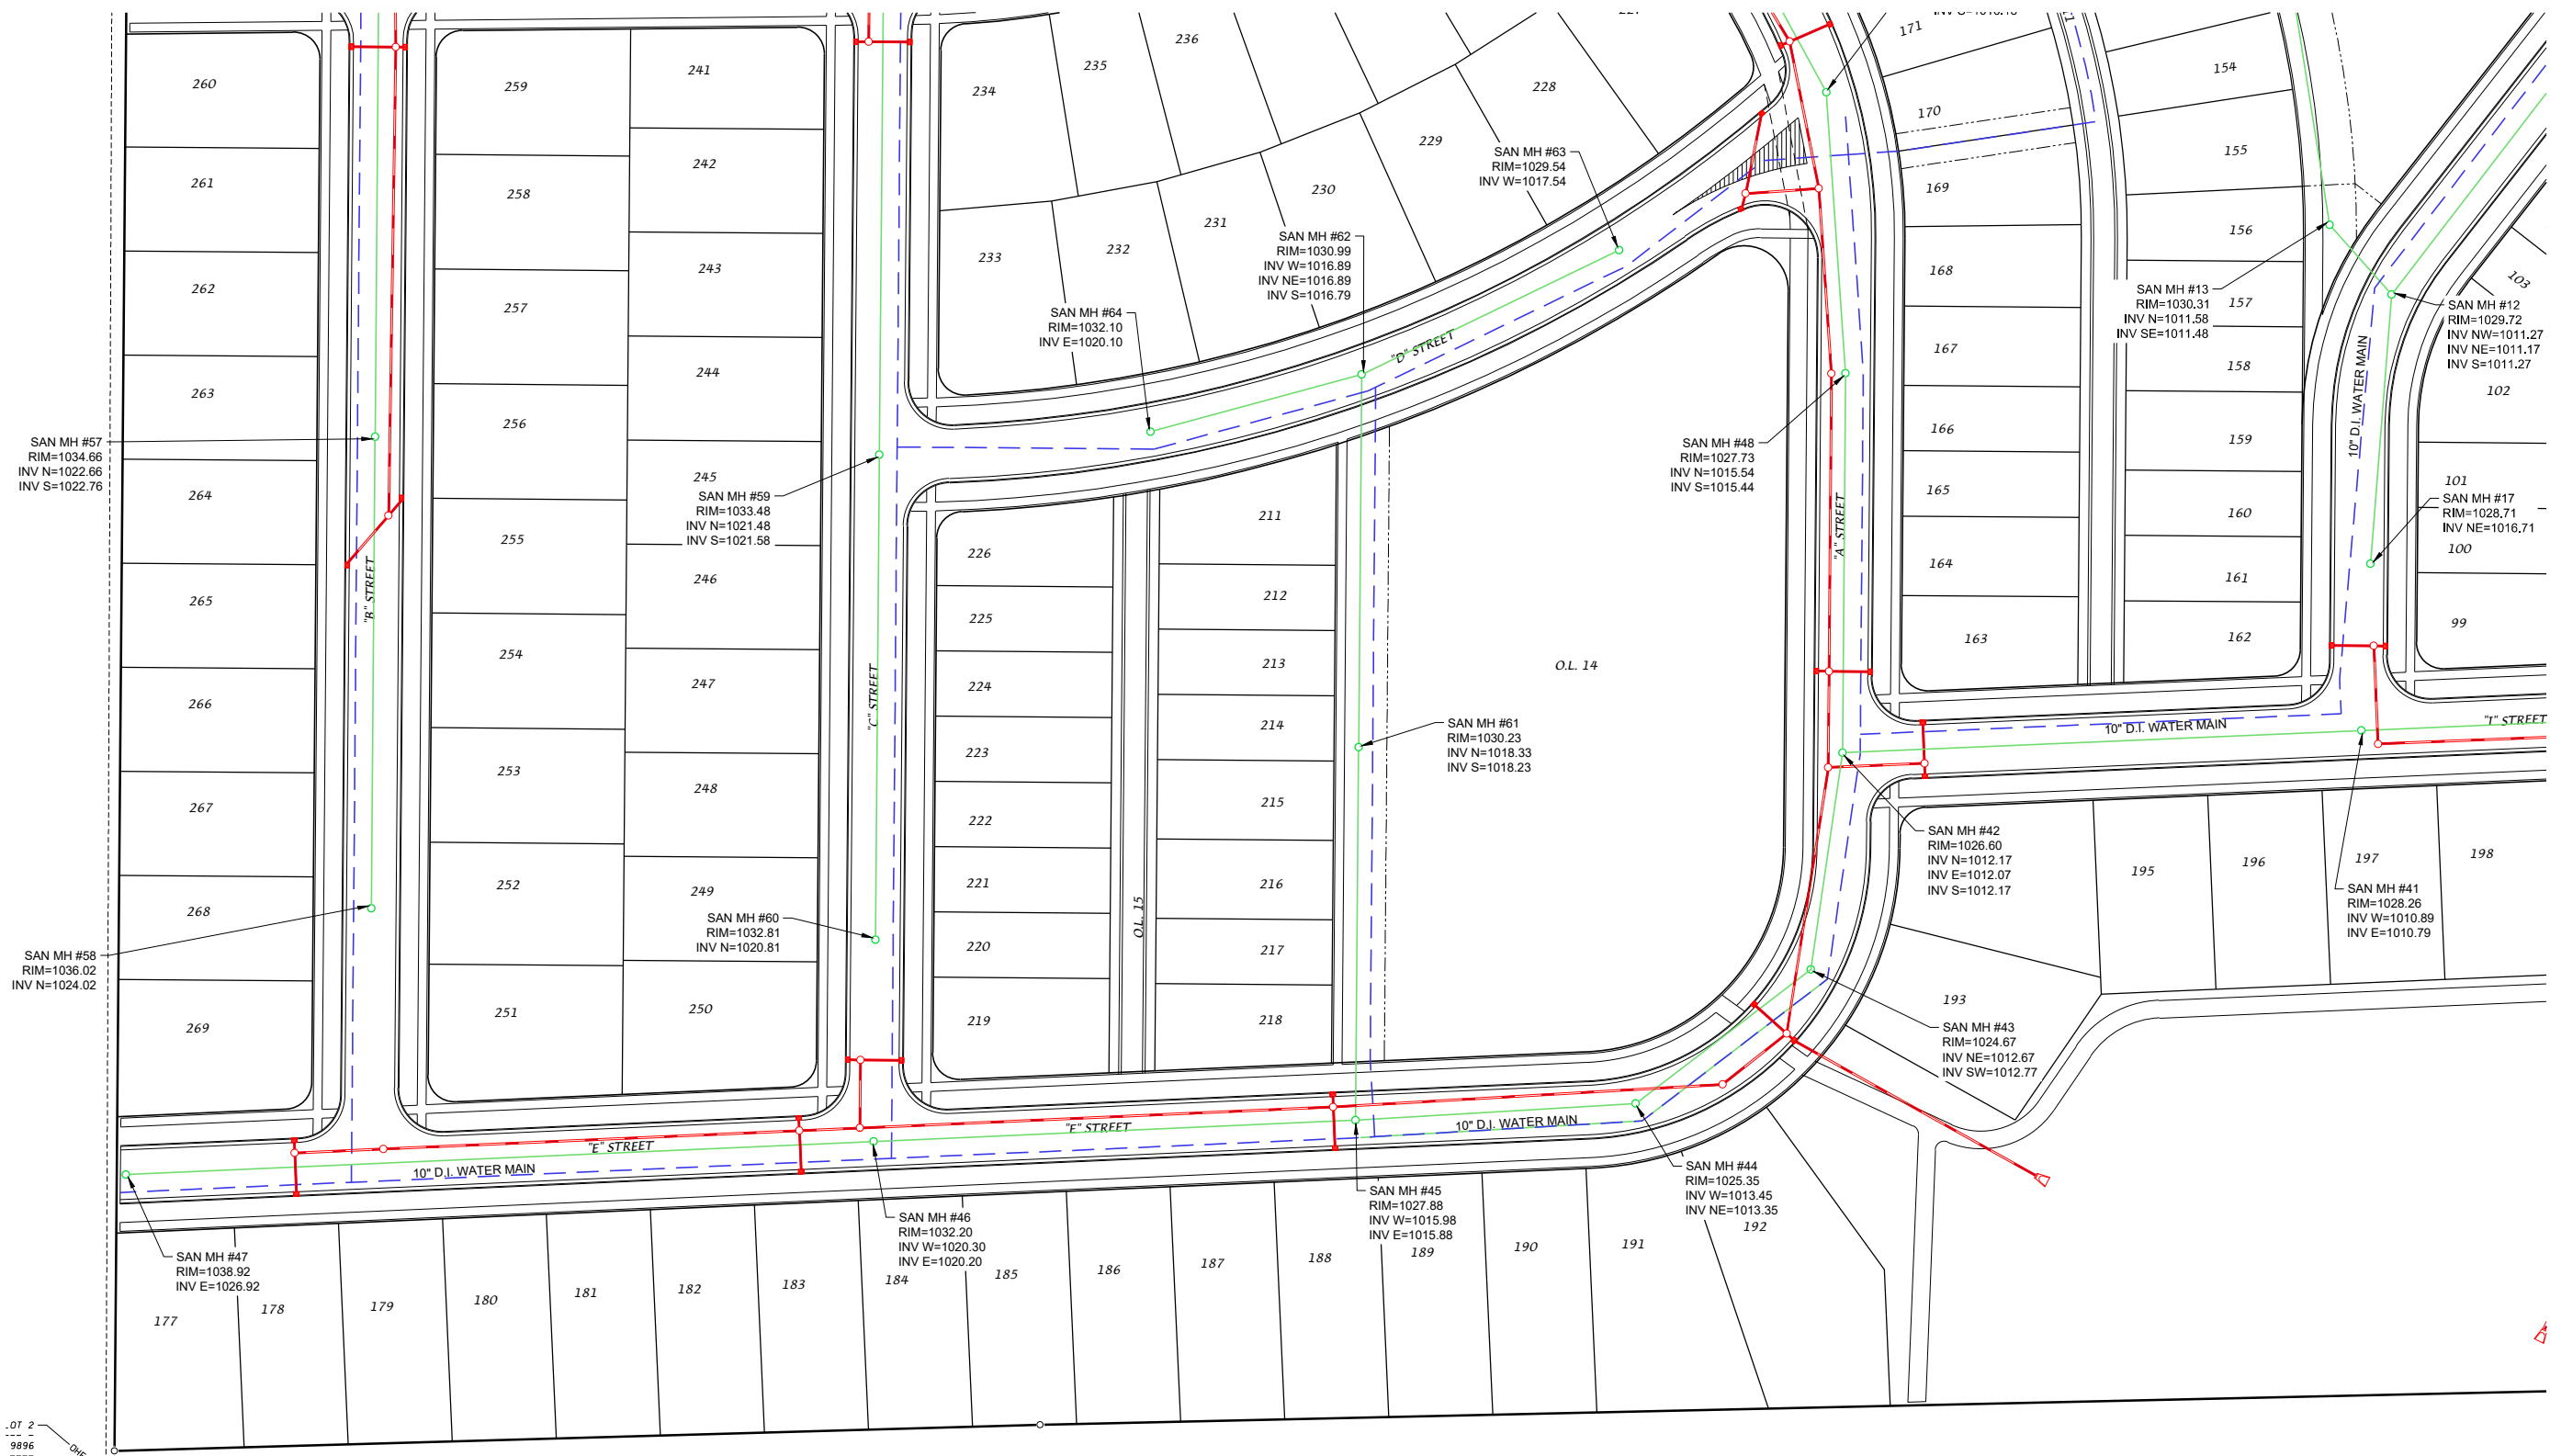 260
261
262
263
264
265
266
267
268
269
259
258
257
256
255
254
253
252
251
241
242
243
244
245
246
247
248
249
250
234
235
236
233
232
231
230
229
228
226
225
224
223
222
221
220
219
211
212
213
214
215
216
217
218
O.L. 15
O.L. 14
171
170
169
168
167
166
165
164
163
154
155
156
157
158
159
160
161
162
103
102
101
100
99
195
196
197
198
193
192
191
190
189
188
187
186
185
184
183
182
181
180
179
178
177
SAN MH #57
RIM=1034.66
INV N=1022.66
INV S=1022.76
SAN MH #58
RIM=1036.02
INV N=1024.02
SAN MH #59
RIM=1033.48
INV N=1021.48
INV S=1021.58
SAN MH #60
RIM=1032.81
INV N=1020.81
SAN MH #64
RIM=1032.10
INV E=1020.10
SAN MH #62
RIM=1030.99
INV W=1016.89
INV NE=1016.89
INV S=1016.79
SAN MH #63
RIM=1029.54
INV W=1017.54
SAN MH #61
RIM=1030.23
INV N=1018.33
INV S=1018.23
SAN MH #48
RIM=1027.73
INV N=1015.54
INV S=1015.44
SAN MH #13
RIM=1030.31
INV N=1011.58
INV SE=1011.48
SAN MH #12
RIM=1029.72
INV NW=1011.27
INV NE=1011.17
INV S=1011.27
SAN MH #17
RIM=1028.71
INV NE=1016.71
SAN MH #42
RIM=1026.60
INV N=1012.17
INV E=1012.07
INV S=1012.17
SAN MH #41
RIM=1028.26
INV W=1010.89
INV E=1010.79
SAN MH #43
RIM=1024.67
INV NE=1012.67
INV SW=1012.77
SAN MH #44
RIM=1025.35
INV W=1013.45
INV NE=1013.35
SAN MH #45
RIM=1027.88
INV W=1015.98
INV E=1015.88
SAN MH #46
RIM=1032.20
INV W=1020.30
INV E=1020.20
SAN MH #47
RIM=1038.92
INV E=1026.92
"B" STREET
"C" STREET
"D" STREET
"A" STREET
"E" STREET
"E" STREET
"I" STREET
10" D.I. WATER MAIN
10" D.I. WATER MAIN
10" D.I. WATER MAIN
10" D.I. WATER MAIN
OT 2
9896